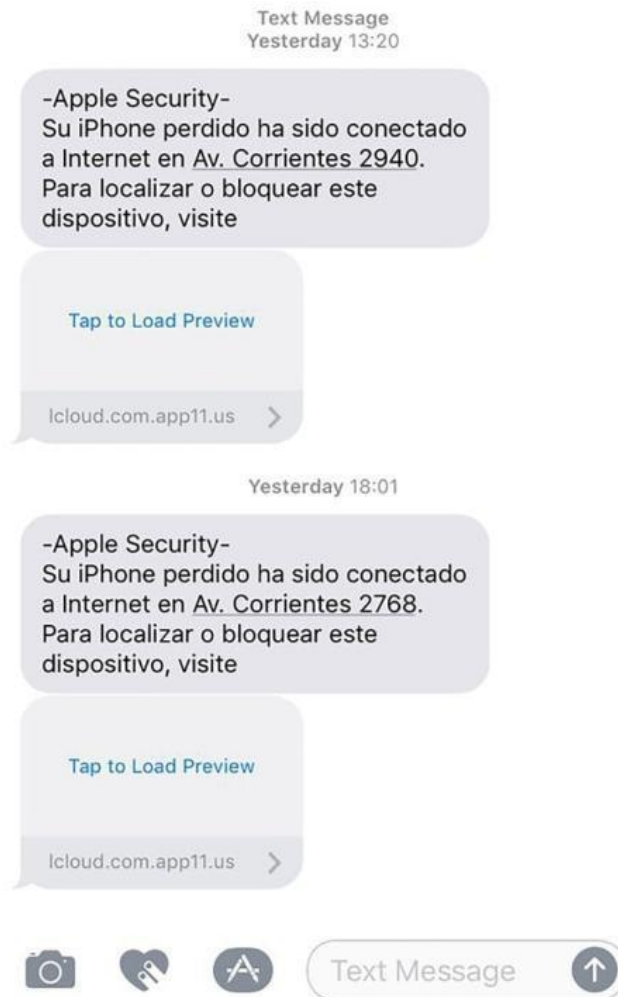 Text Message
Yesterday 13:20
-Apple Security-
Su iPhone perdido ha sido conectado
a Internet en Av. Corrientes 2940.
Para localizar o bloquear este
dispositivo, visite
Tap to Load Preview
lcloud.com.app11.us
Yesterday 18:01
-Apple Security-
Su iPhone perdido ha sido conectado
a Internet en Av. Corrientes 2768.
Para localizar o bloquear este
dispositivo, visite
Tap to Load Preview
lcloud.com.app11.us
Text Message